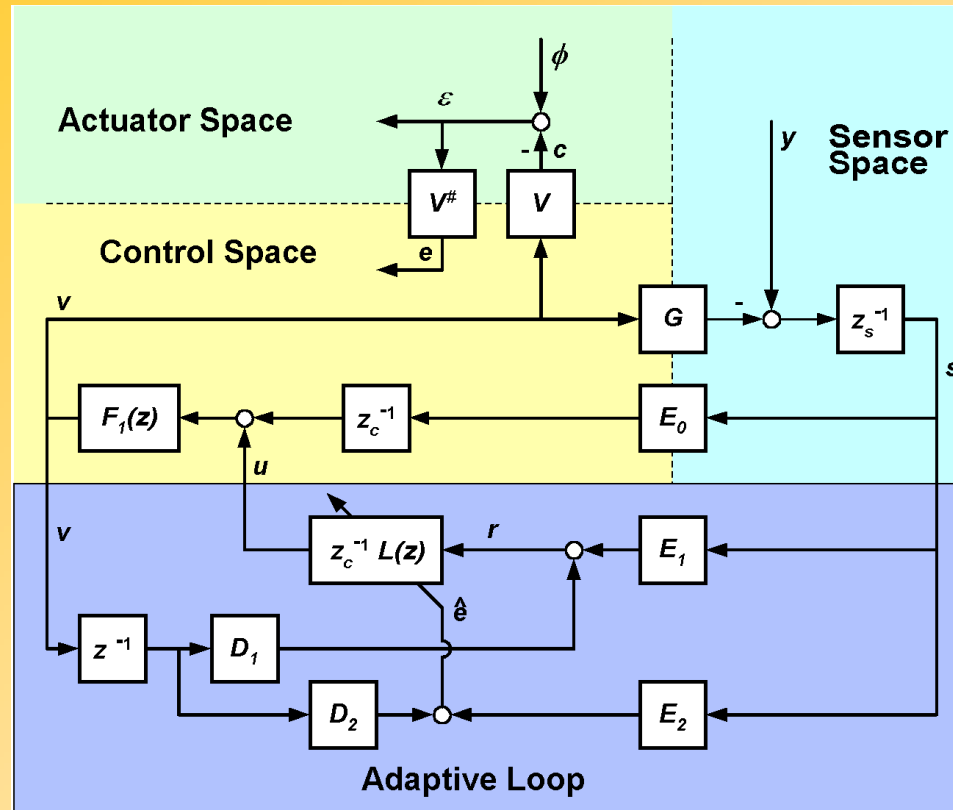 ϕ
ε
Actuator Space
- c
y
Sensor
Space
V#
V
Control Space
e
v
G
-
z_s^-1
s
F_1(z)
z_c^-1
E_0
u
v
z_c^-1 L(z)
r
E_1
ê
z^-1
D_1
D_2
E_2
Adaptive Loop